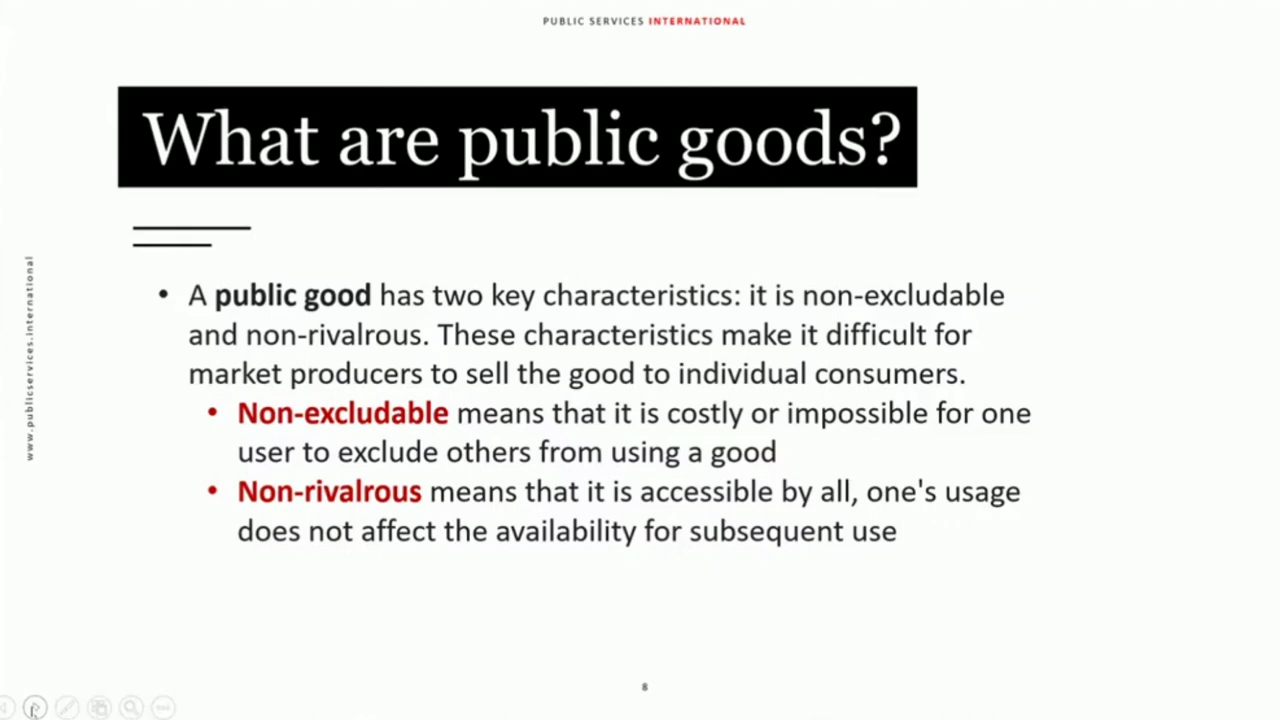 PUBLIC SERVICES INTERNATIONAL
What are public goods?
www.publicservices.international
• A public good has two key characteristics: it is non-excludable
and non-rivalrous. These characteristics make it difficult for
market producers to sell the good to individual consumers.
• Non-excludable means that it is costly or impossible for one
user to exclude others from using a good
• Non-rivalrous means that it is accessible by all, one's usage
does not affect the availability for subsequent use
8